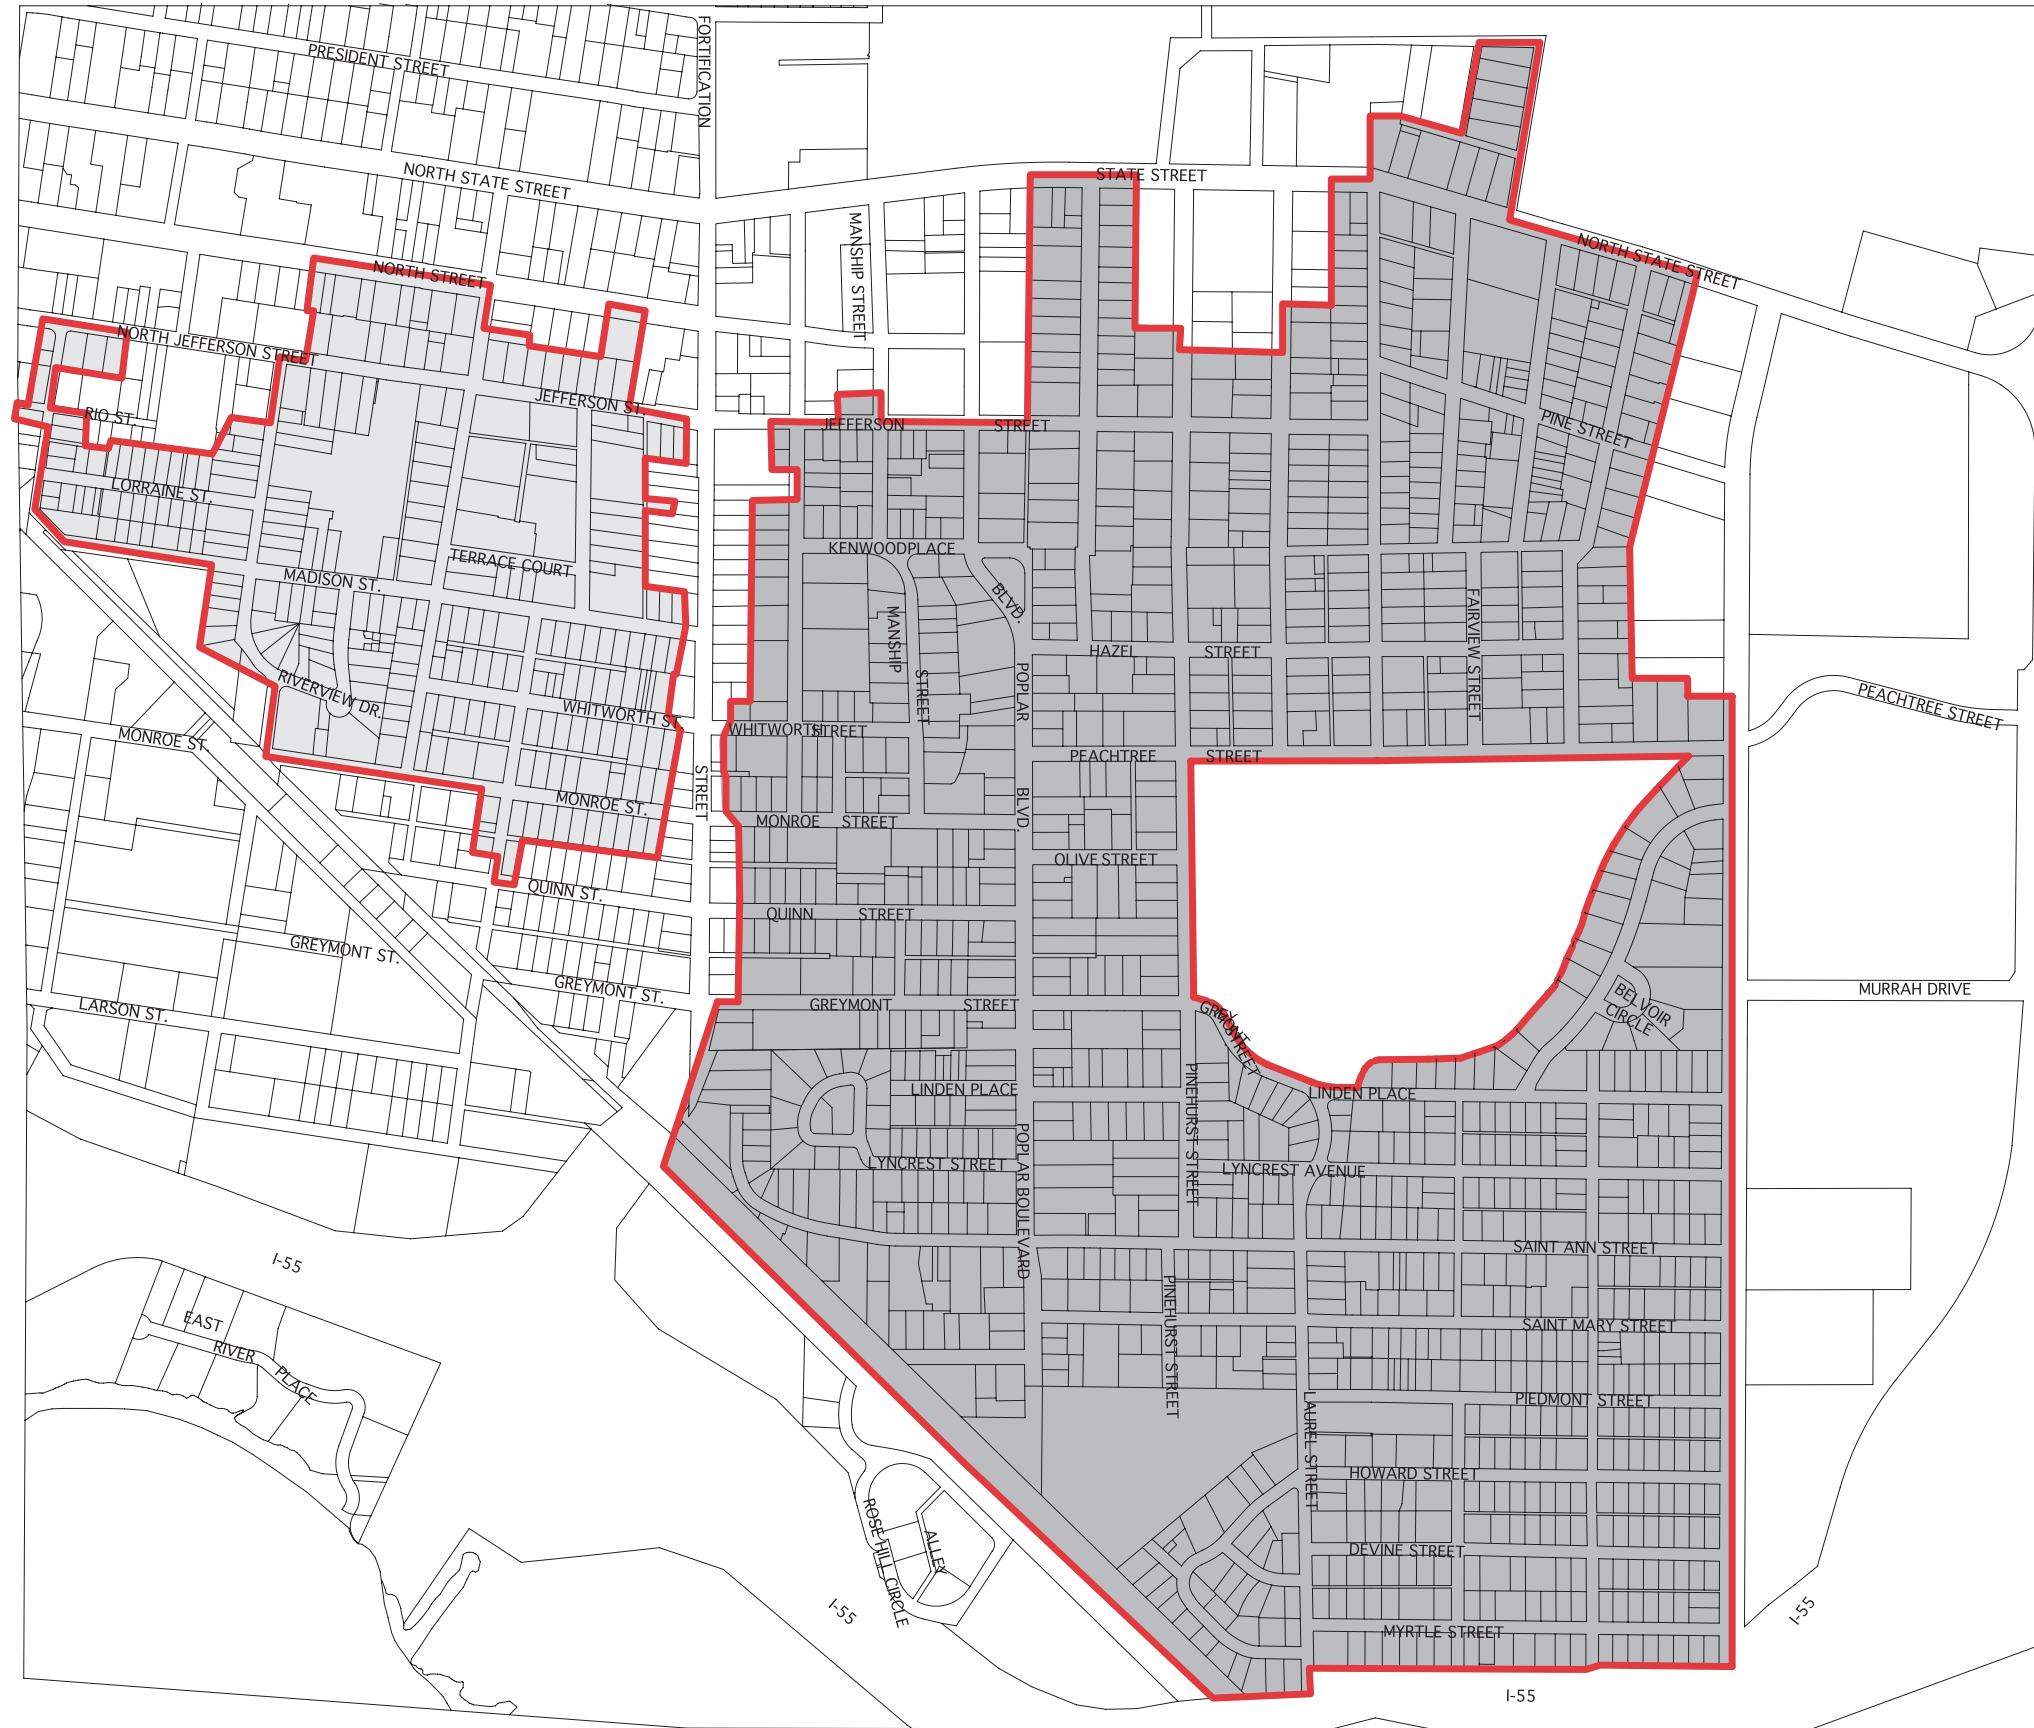 PRESIDENT STREET
FORTIFICATION
NORTH STATE STREET
STATE STREET
MANSHIP STREET
NORTH STATE STREET
NORTH STREET
NORTH JEFFERSON STREET
JEFFERSON ST.
RIO ST.
JEFFERSON
STREET
PINE STREET
LORRAINE ST.
TERRACE COURT
MADISON ST.
KENWOODPLACE
BLVD.
MANSHIP
STREET
HAZEL
STREET
FAIRVIEW STREET
POPLAR
BLVD.
RIVERVIEW DR.
WHITWORTH ST.
WHITWORTH
STREET
PEACHTREE
STREET
PEACHTREE STREET
MONROE ST.
MONROE ST.
STREET
MONROE
STREET
OLIVE STREET
QUINN ST.
QUINN
STREET
GREYMONT ST.
GREYMONT ST.
GREYMONT
STREET
LARSON ST.
MURRAH DRIVE
BELVOIR
CIRCLE
LINDEN PLACE
LINDEN PLACE
PINEHURST STREET
LYNCREST STREET
LYNCREST AVENUE
POPLAR BOULEVARD
SAINT ANN STREET
I-55
EAST
RIVER
PLACE
PINEHURST STREET
SAINT MARY STREET
PIEDMONT STREET
LAUREL STREET
HOWARD STREET
ROSE HILL CIRCLE
ALLEY
DEVINE STREET
I-55
I-55
MYRTLE STREET
I-55